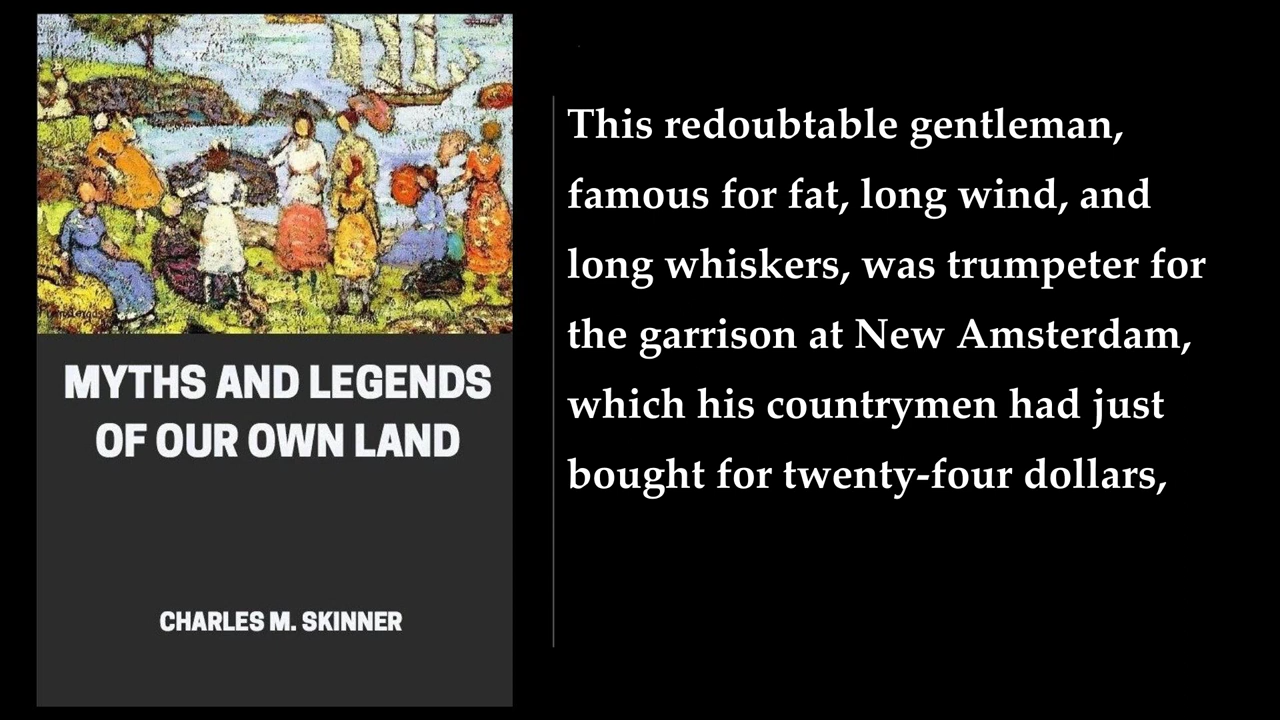 MYTHS AND LEGENDS
OF OUR OWN LAND
CHARLES M. SKINNER
This redoubtable gentleman,
famous for fat, long wind, and
long whiskers, was trumpeter for
the garrison at New Amsterdam,
which his countrymen had just
bought for twenty-four dollars,